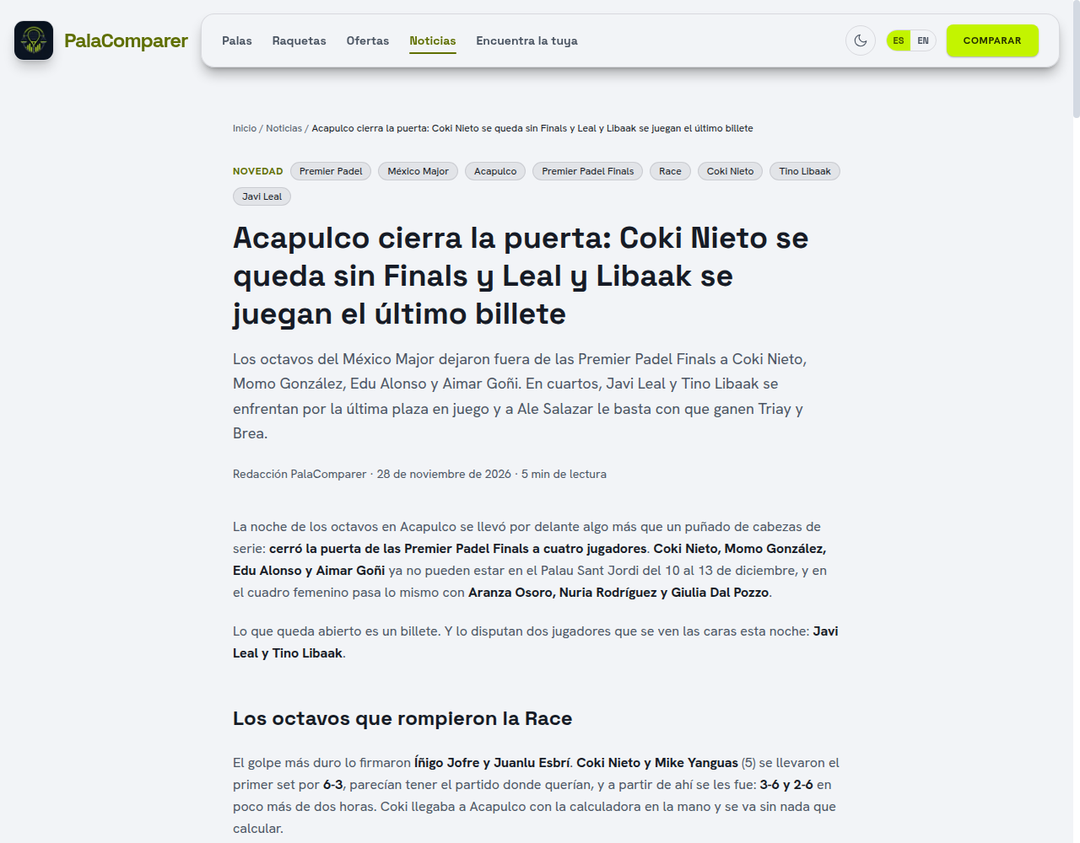 PalaComparer
Palas Raquetas Ofertas Noticias Encuentra la tuya
ES EN COMPARAR
Inicio / Noticias / Acapulco cierra la puerta: Coki Nieto se queda sin Finals y Leal y Libaak se juegan el último billete
NOVEDAD Premier Padel México Major Acapulco Premier Padel Finals Race Coki Nieto Tino Libaak
Javi Leal
Acapulco cierra la puerta: Coki Nieto se
queda sin Finals y Leal y Libaak se
juegan el último billete
Los octavos del México Major dejaron fuera de las Premier Padel Finals a Coki Nieto,
Momo González, Edu Alonso y Aimar Goñi. En cuartos, Javi Leal y Tino Libaak se
enfrentan por la última plaza en juego y a Ale Salazar le basta con que ganen Triay y
Brea.
Redacción PalaComparer · 28 de noviembre de 2026 · 5 min de lectura
La noche de los octavos en Acapulco se llevó por delante algo más que un puñado de cabezas de
serie: cerró la puerta de las Premier Padel Finals a cuatro jugadores. Coki Nieto, Momo González,
Edu Alonso y Aimar Goñi ya no pueden estar en el Palau Sant Jordi del 10 al 13 de diciembre, y en
el cuadro femenino pasa lo mismo con Aranza Osoro, Nuria Rodríguez y Giulia Dal Pozzo.
Lo que queda abierto es un billete. Y lo disputan dos jugadores que se ven las caras esta noche: Javi
Leal y Tino Libaak.
Los octavos que rompieron la Race
El golpe más duro lo firmaron Íñigo Jofre y Juanlu Esbrí. Coki Nieto y Mike Yanguas (5) se llevaron el
primer set por 6-3, parecían tener el partido donde querían, y a partir de ahí se les fue: 3-6 y 2-6 en
poco más de dos horas. Coki llegaba a Acapulco con la calculadora en la mano y se va sin nada que
calcular.